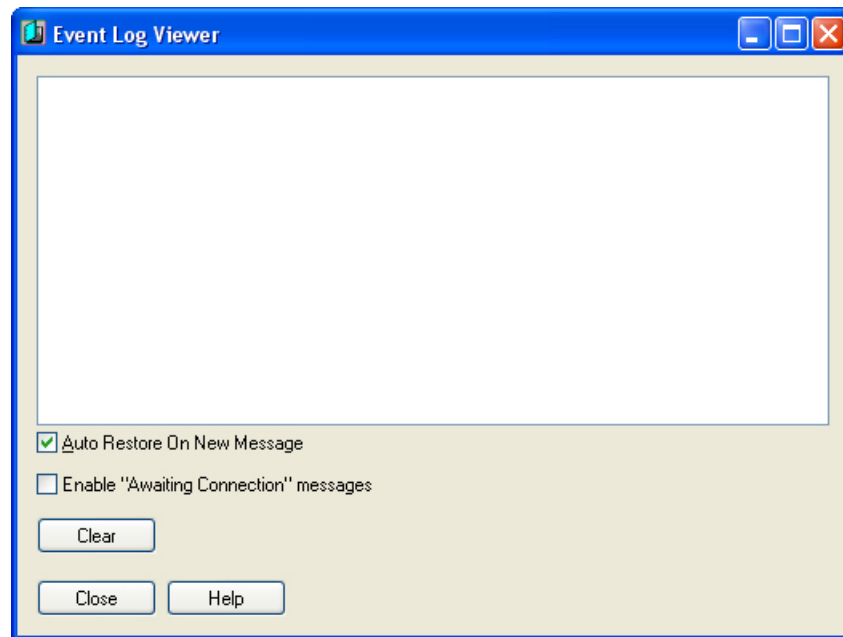 Event Log Viewer
Auto Restore On New Message
Enable "Awaiting Connection" messages
Clear
Close Help